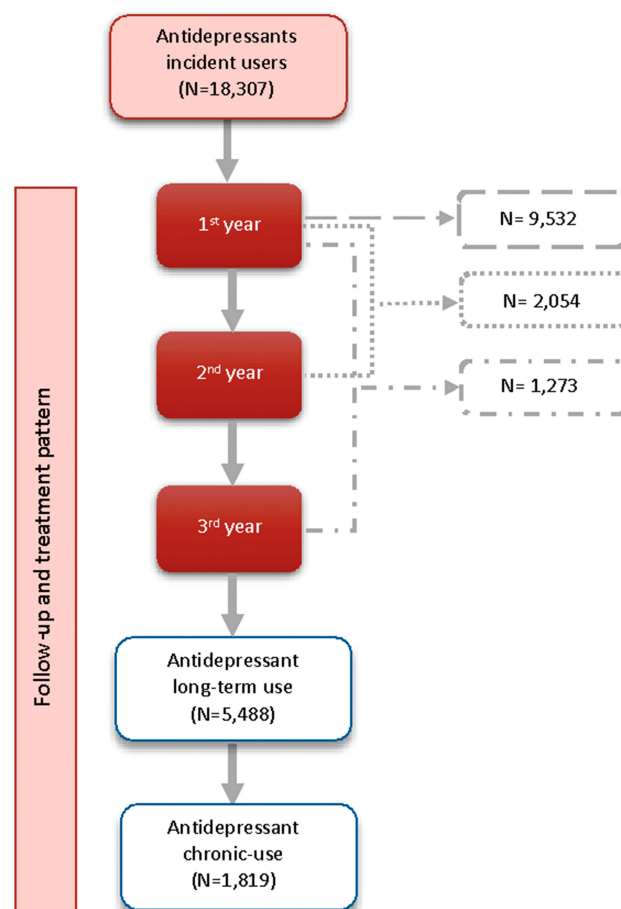 Antidepressants
incident users
(N=18,307)
1st year
N= 9,532
N= 2,054
2nd year
N= 1,273
3rd year
Follow-up and treatment pattern
Antidepressant
long-term use
(N=5,488)
Antidepressant
chronic-use
(N=1,819)